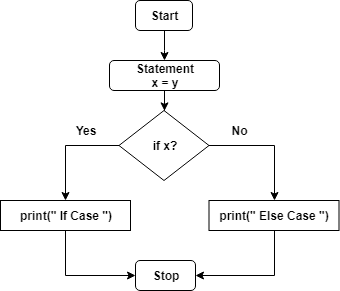 Start
Statement
x = y
if x?
Yes
No
print(" If Case ")
print(" Else Case ")
Stop